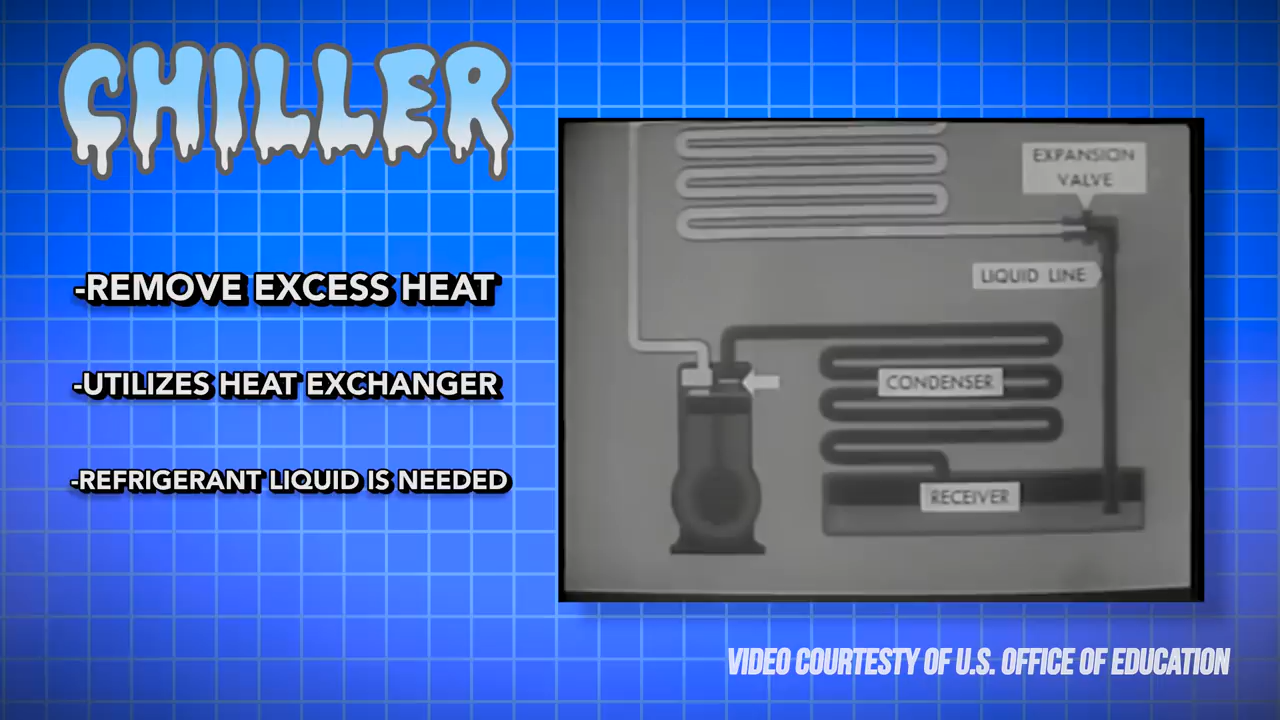 CHILLER
-REMOVE EXCESS HEAT
-UTILIZES HEAT EXCHANGER
-REFRIGERANT LIQUID IS NEEDED
EXPANSION
VALVE
LIQUID LINE
CONDENSER
RECEIVER
VIDEO COURTESTY OF U.S. OFFICE OF EDUCATION